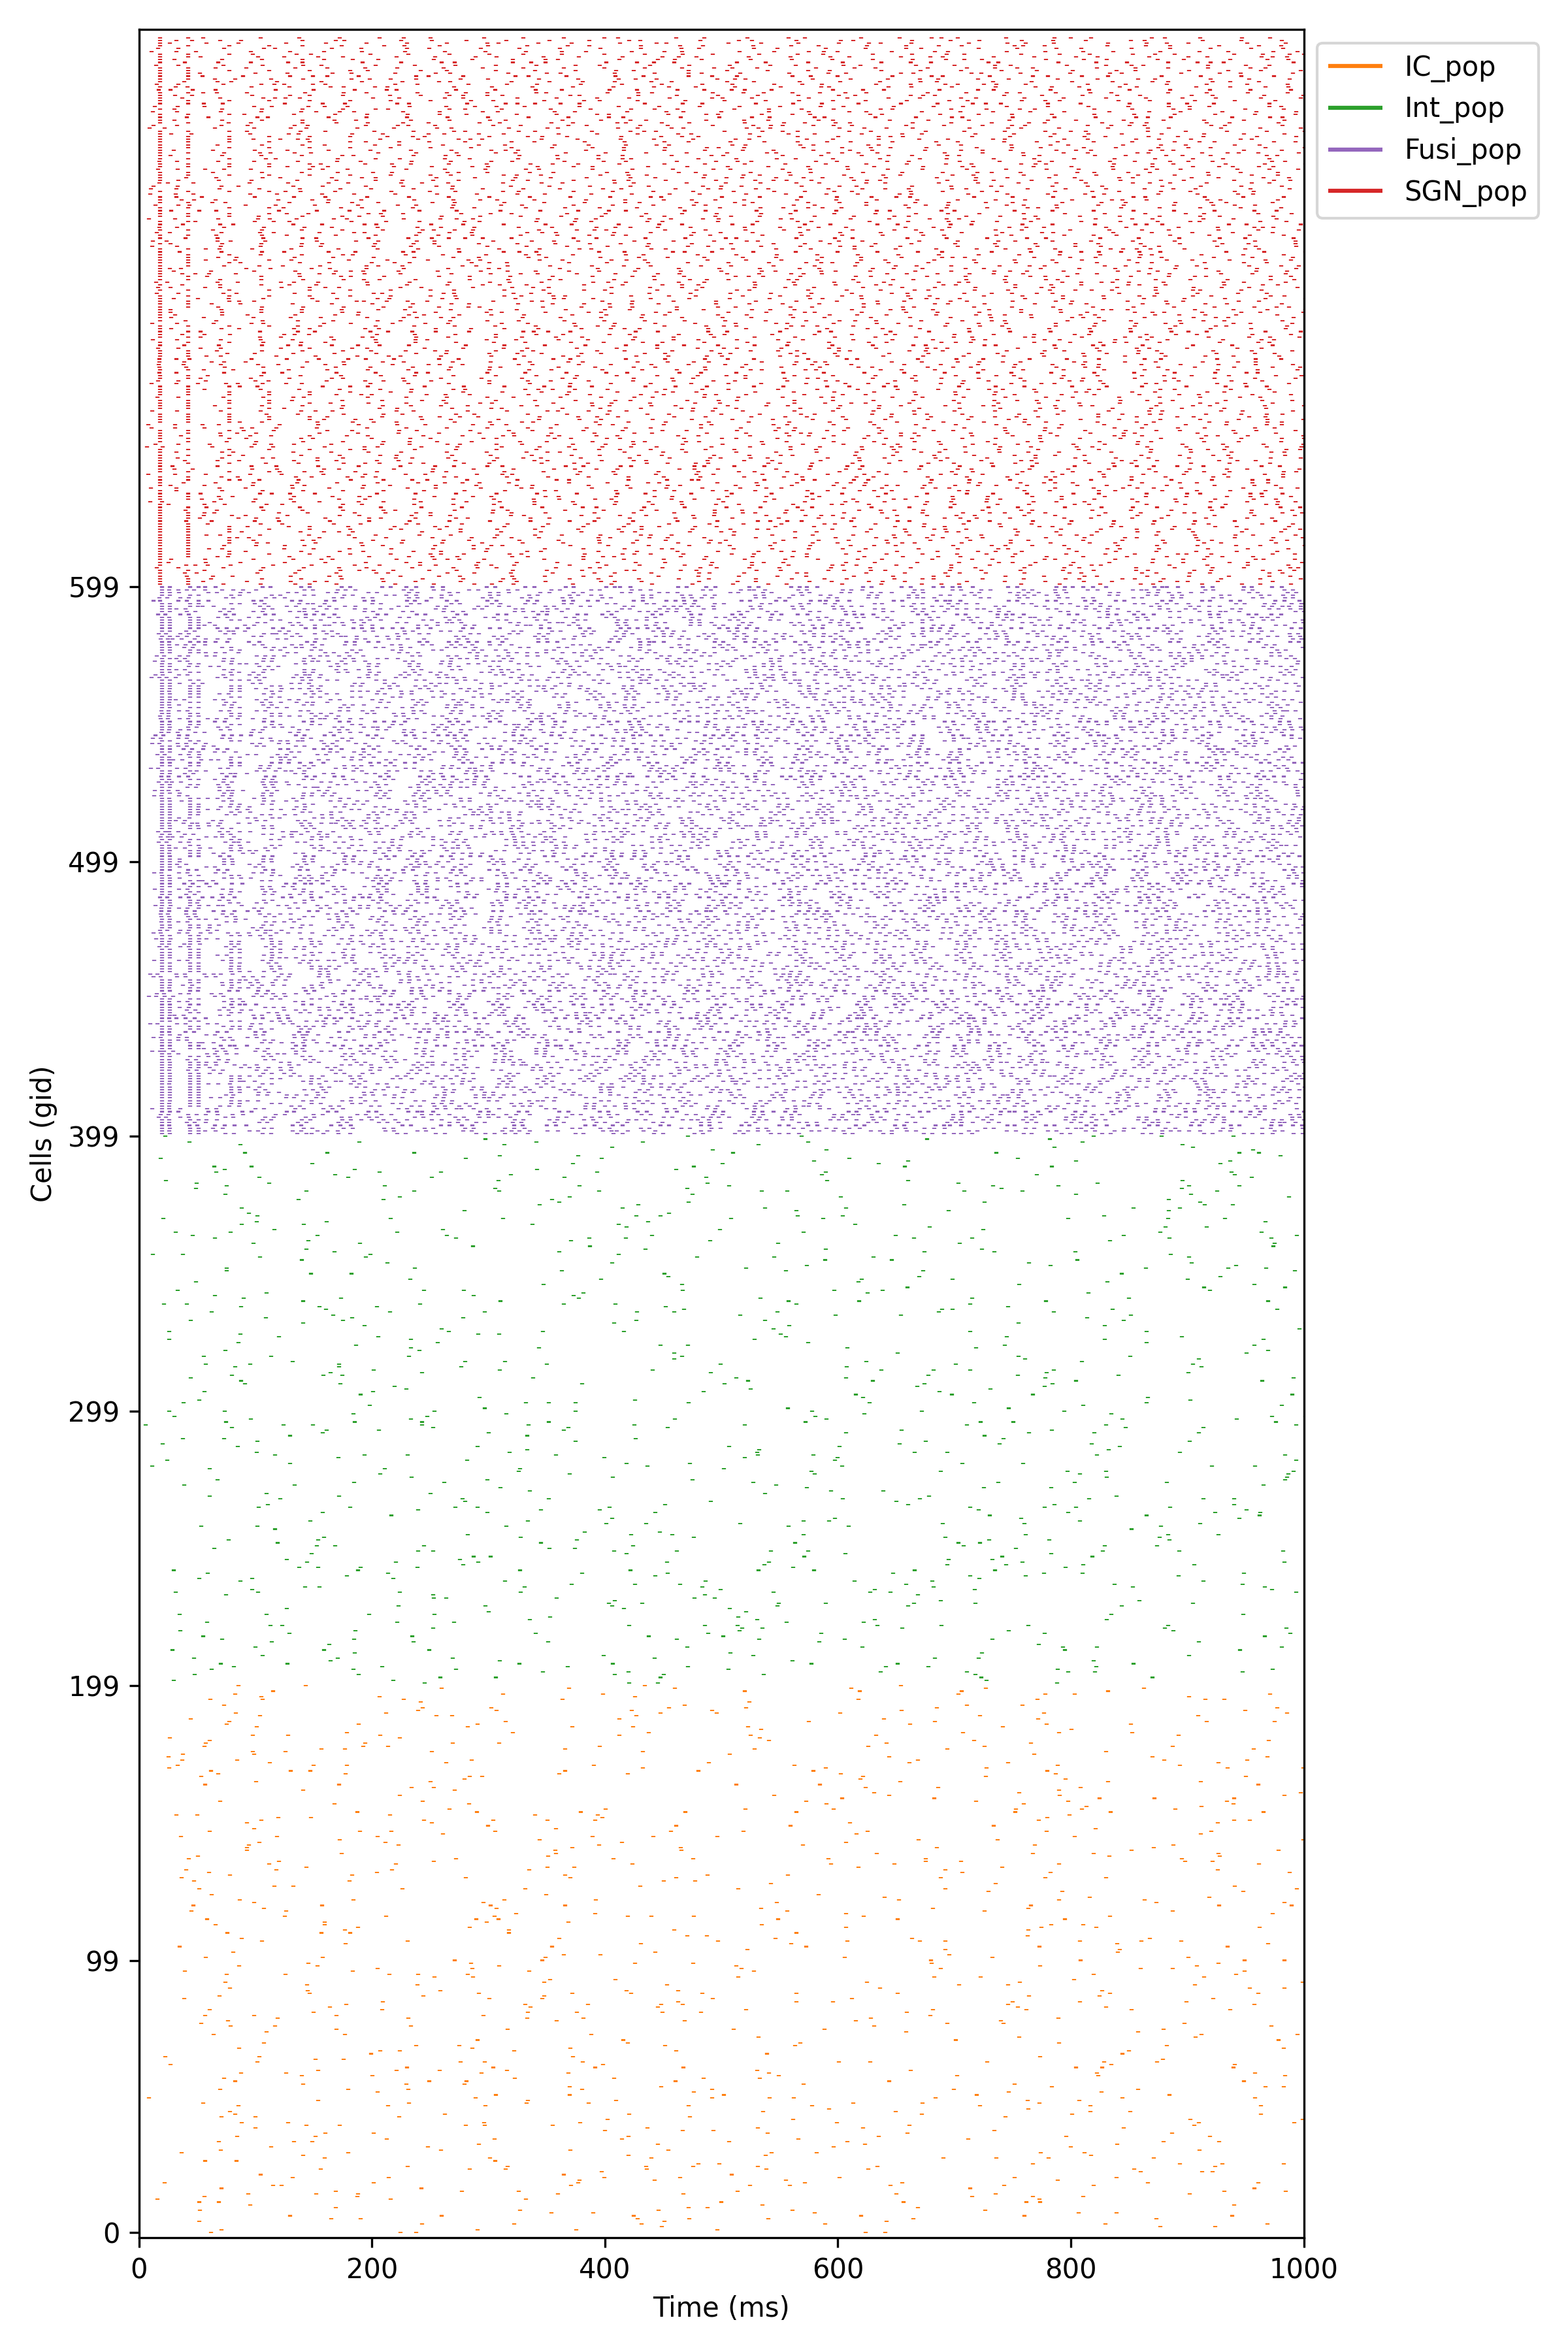 IC_pop
Int_pop
Fusi_pop
SGN_pop
599
499
399
299
199
99
0
Cells (gid)
0 200 400 600 800 1000
Time (ms)